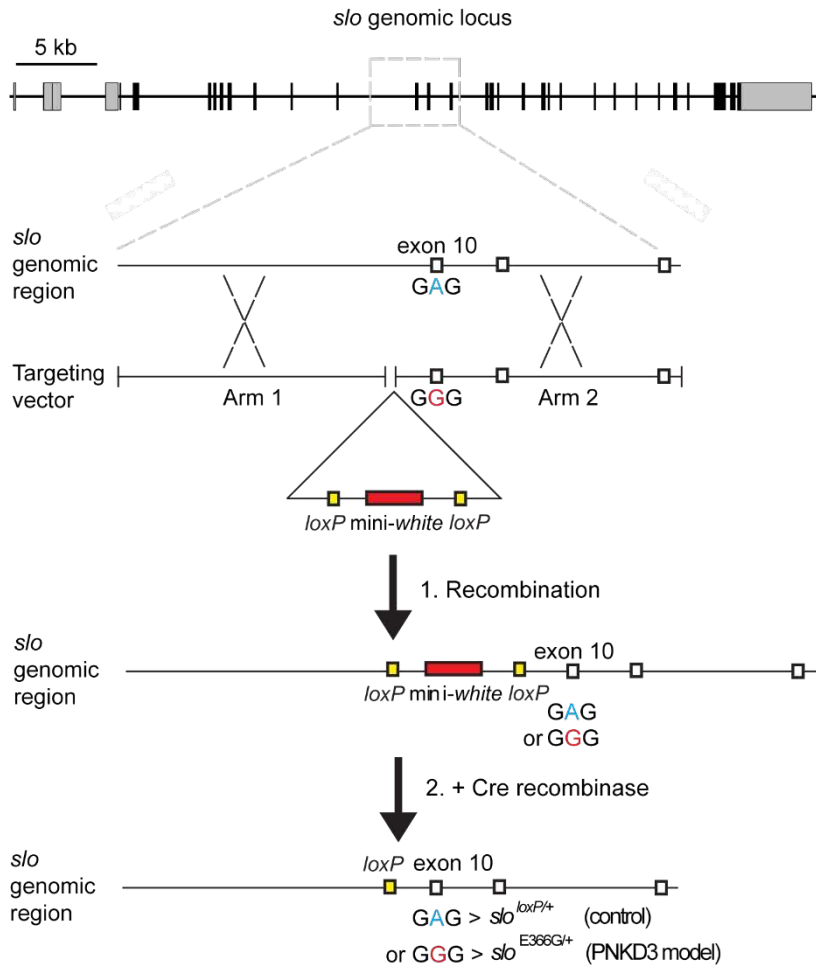 slo genomic locus
5 kb
slo
genomic
region
exon 10
GAG
Targeting
vector
Arm 1
GGG
Arm 2
loxP mini-white loxP
1. Recombination
slo
genomic
region
exon 10
loxP mini-white loxP
GAG
or GGG
2. + Cre recombinase
slo
genomic
region
loxP exon 10
GAG > slo loxP/+ (control)
or GGG > slo E366G/+ (PNKD3 model)